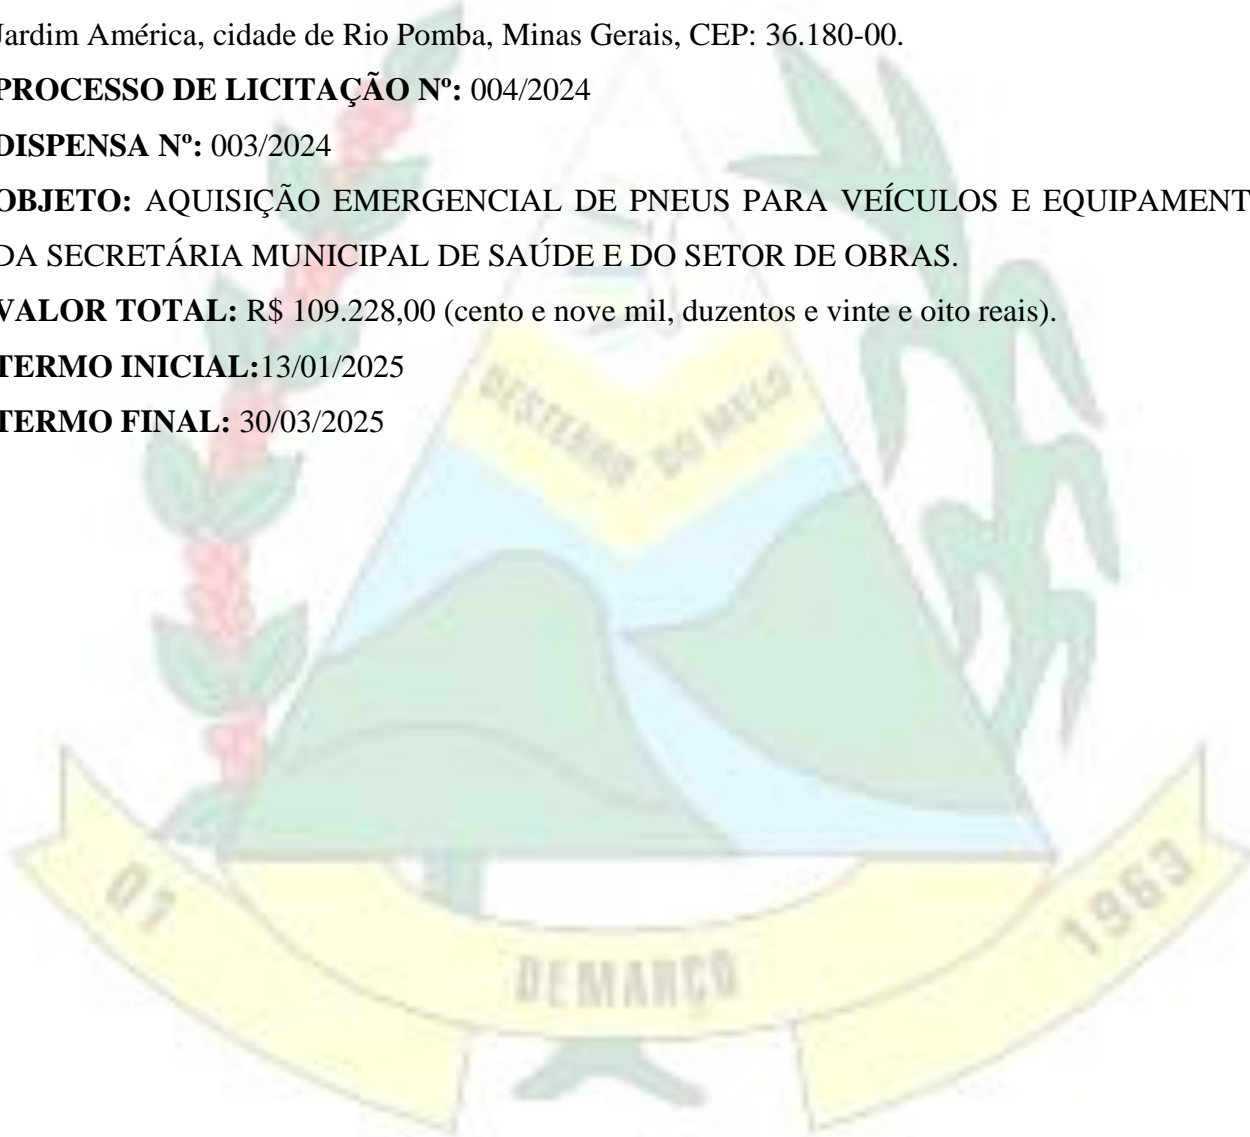 Jardim América, cidade de Rio Pomba, Minas Gerais, CEP: 36.180-00.
PROCESSO DE LICITAÇÃO Nº: 004/2024
DISPENSA Nº: 003/2024
OBJETO: AQUISIÇÃO EMERGENCIAL DE PNEUS PARA VEÍCULOS E EQUIPAMENT
DA SECRETÁRIA MUNICIPAL DE SAÚDE E DO SETOR DE OBRAS.
VALOR TOTAL: R$ 109.228,00 (cento e nove mil, duzentos e vinte e oito reais).
TERMO INICIAL:13/01/2025
TERMO FINAL: 30/03/2025
DESTERRO DO MELO
01 DE MARÇO 1963